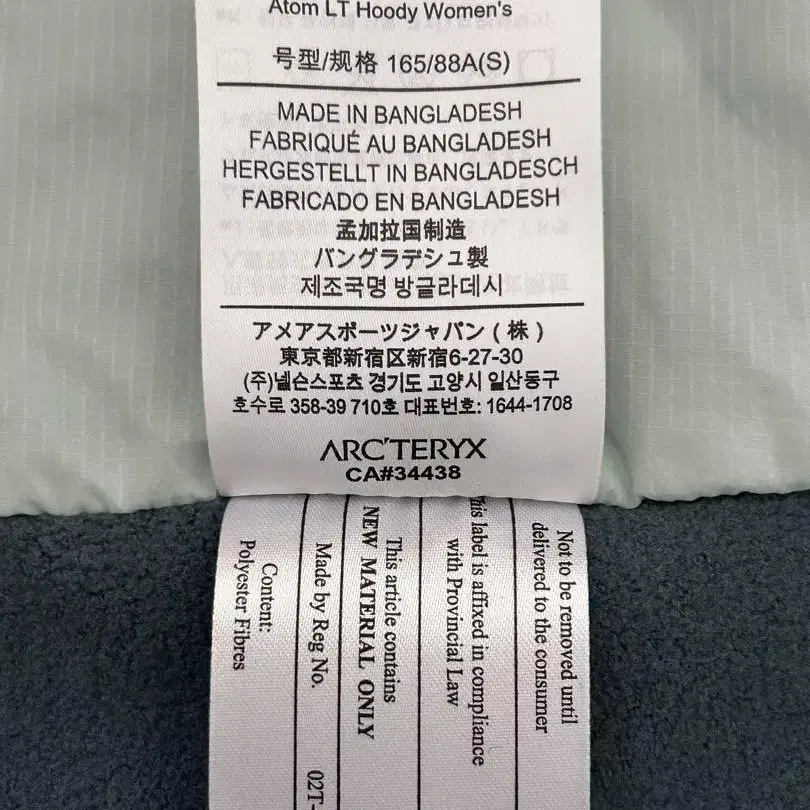 Atom LT Hoody Women's
号型/规格 165/88A(S)
MADE IN BANGLADESH
FABRIQUÉ AU BANGLADESH
HERGESTELLT IN BANGLADESCH
FABRICADO EN BANGLADESH
孟加拉国制造
バングラデシュ製
제조국명 방글라데시
アメアスポーツジャパン(株)
東京都新宿区新宿6-27-30
(주)넬슨스포츠 경기도 고양시 일산동구
호수로 358-39 710호 대표번호: 1644-1708
ARC'TERYX
CA#34438
Not to be removed until
delivered to the consumer
This label is affixed in compliance
with Provincial Law
This article contains
NEW MATERIAL ONLY
Made by Reg No. 02T-
Content:
Polyester Fibres